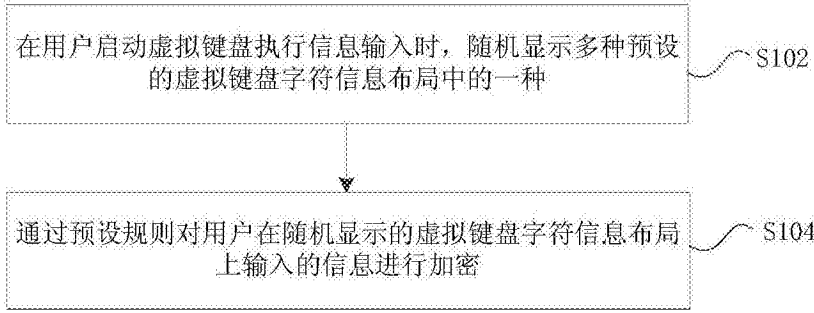 在用户启动虚拟键盘执行信息输入时，随机显示多种预设
的虚拟键盘字符信息布局中的一种
S102
通过预设规则对用户在随机显示的虚拟键盘字符信息布局
上输入的信息进行加密
S104